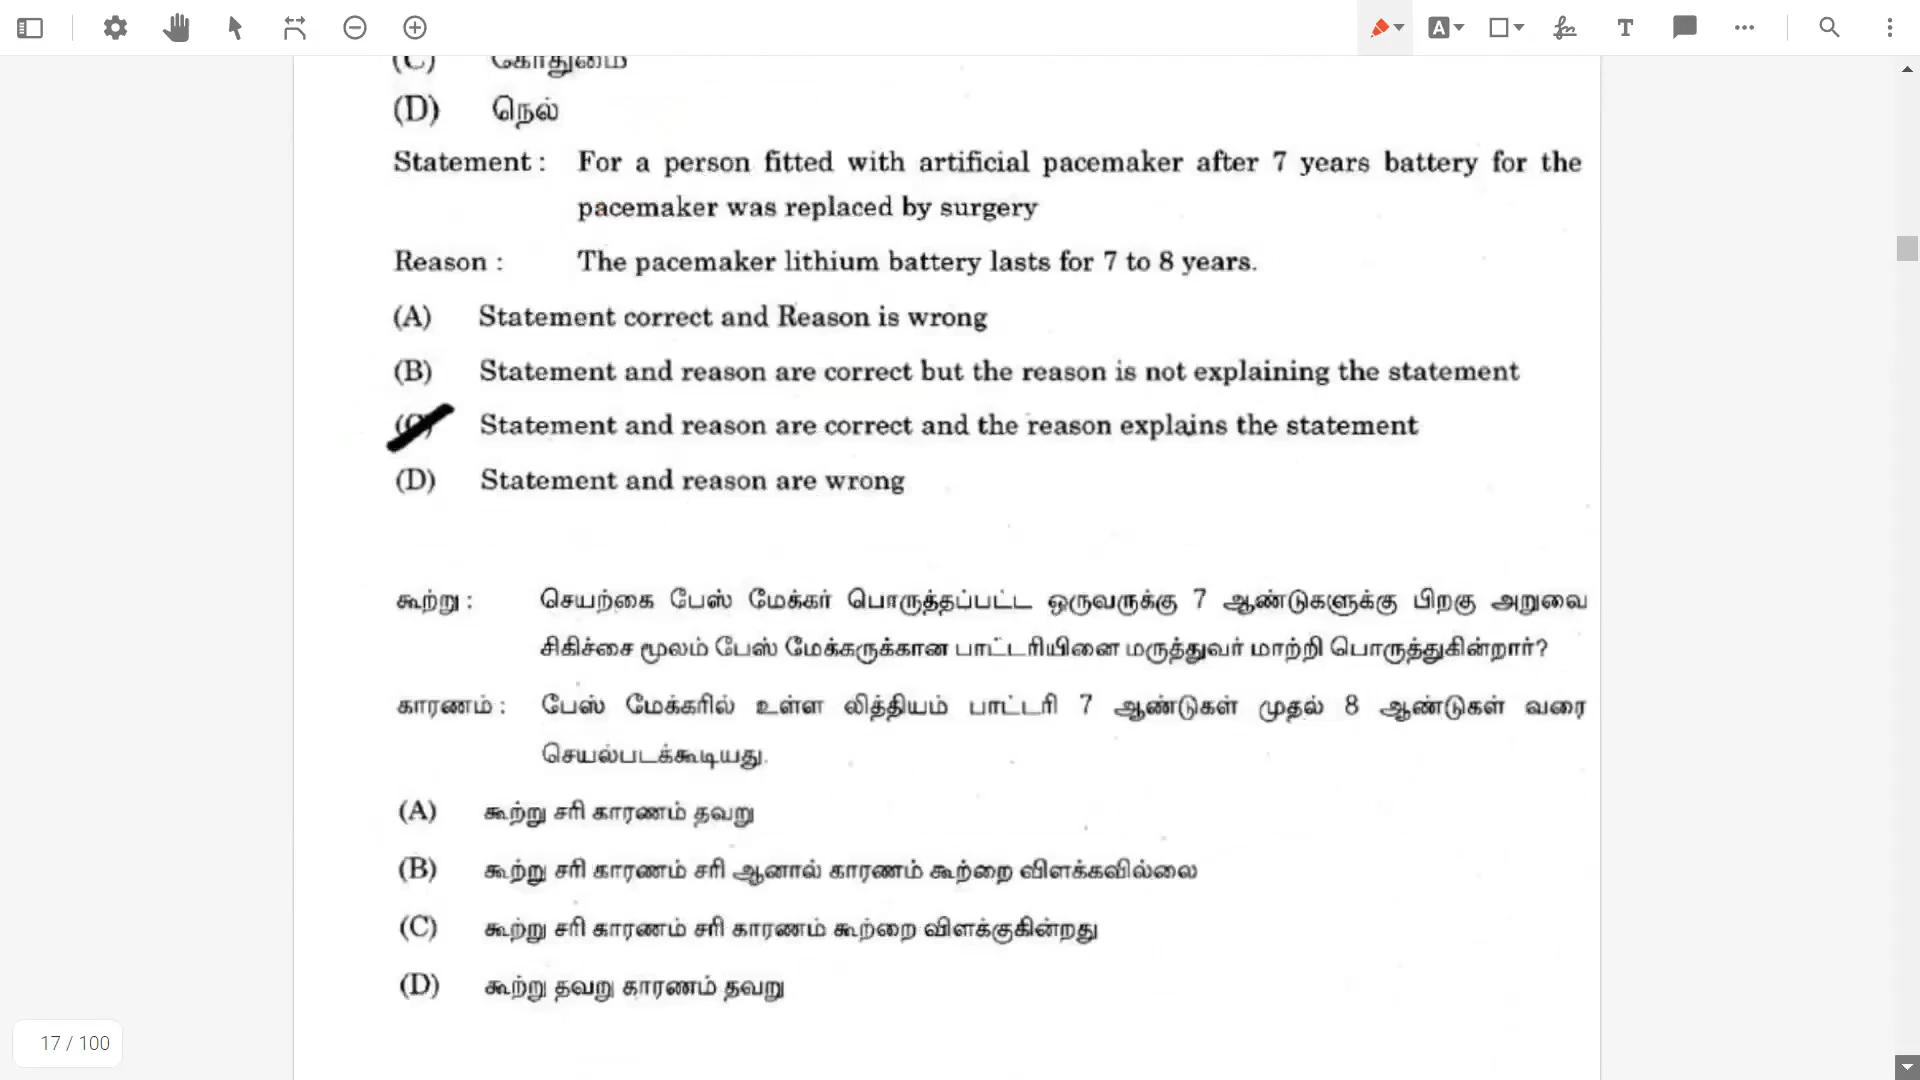 (C) கோதுமை
(D) நெல்
Statement : For a person fitted with artificial pacemaker after 7 years battery for the
pacemaker was replaced by surgery
Reason : The pacemaker lithium battery lasts for 7 to 8 years.
(A) Statement correct and Reason is wrong
(B) Statement and reason are correct but the reason is not explaining the statement
(C) Statement and reason are correct and the reason explains the statement
(D) Statement and reason are wrong
கூற்று : செயற்கை பேஸ் மேக்கர் பொருத்தப்பட்ட ஒருவருக்கு 7 ஆண்டுகளுக்கு பிறகு அறுவை
சிகிச்சை மூலம் பேஸ் மேக்கருக்கான பாட்டரியினை மருத்துவர் மாற்றி பொருத்துகின்றார்?
காரணம் : பேஸ் மேக்கரில் உள்ள லித்தியம் பாட்டரி 7 ஆண்டுகள் முதல் 8 ஆண்டுகள் வரை
செயல்படக்கூடியது.
(A) கூற்று சரி காரணம் தவறு
(B) கூற்று சரி காரணம் சரி ஆனால் காரணம் கூற்றை விளக்கவில்லை
(C) கூற்று சரி காரணம் சரி காரணம் கூற்றை விளக்குகின்றது
(D) கூற்று தவறு காரணம் தவறு
17 / 100